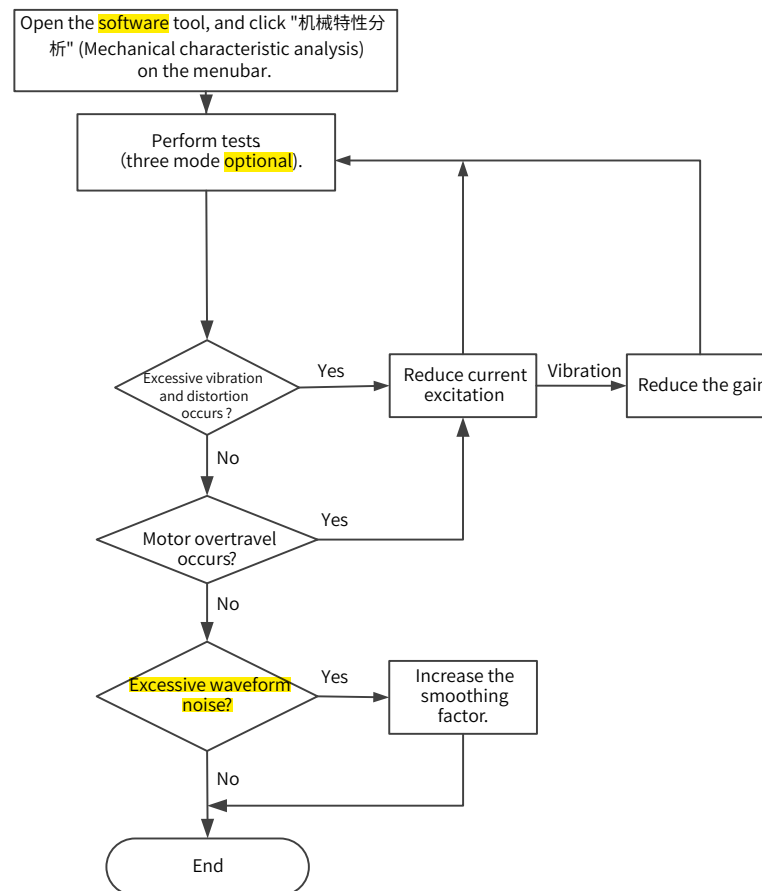 Open the software tool, and click "机械特性分
析" (Mechanical characteristic analysis)
on the menubar.
Perform tests.
(three mode optional).
Excessive vibration
and distortion
occurs ?
Yes
Reduce current
excitation
Vibration
Reduce the gain
No
Motor overtravel
occurs?
Yes
No
Excessive waveform
noise?
Yes
Increase the
smoothing
factor.
No
End